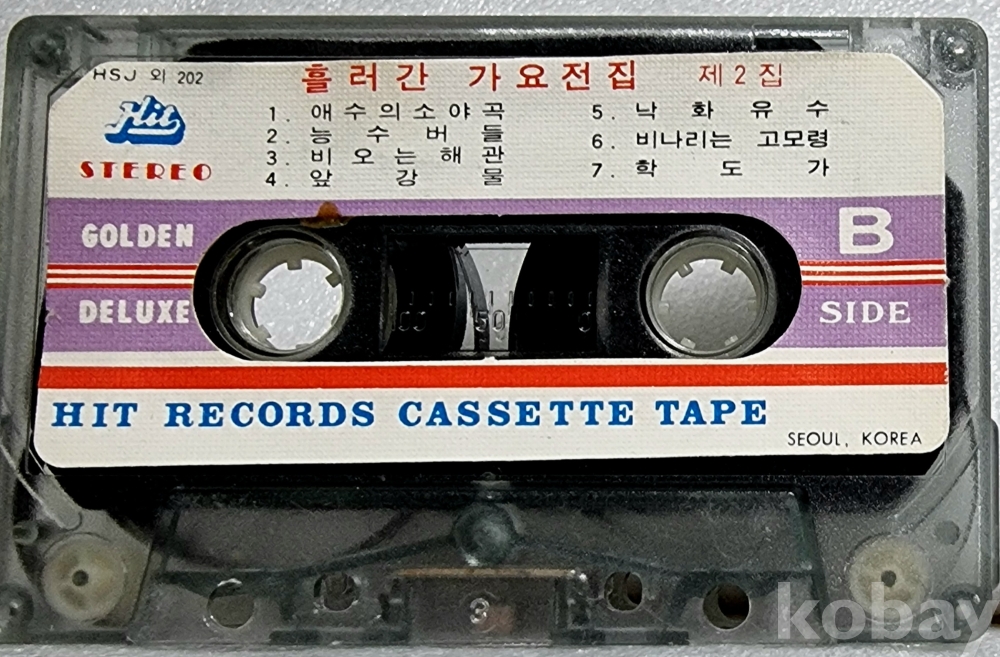 HSJ 외 202
흘러간 가요전집 제2집
Hit
STEREO
1. 애수의소야곡
2. 능수버들
3. 비오는해관
4. 앞강물
5. 낙화유수
6. 비나리는 고모령
7. 학도가
GOLDEN
DELUXE
B
SIDE
50
HIT RECORDS CASSETTE TAPE
SEOUL, KOREA
3
kobay